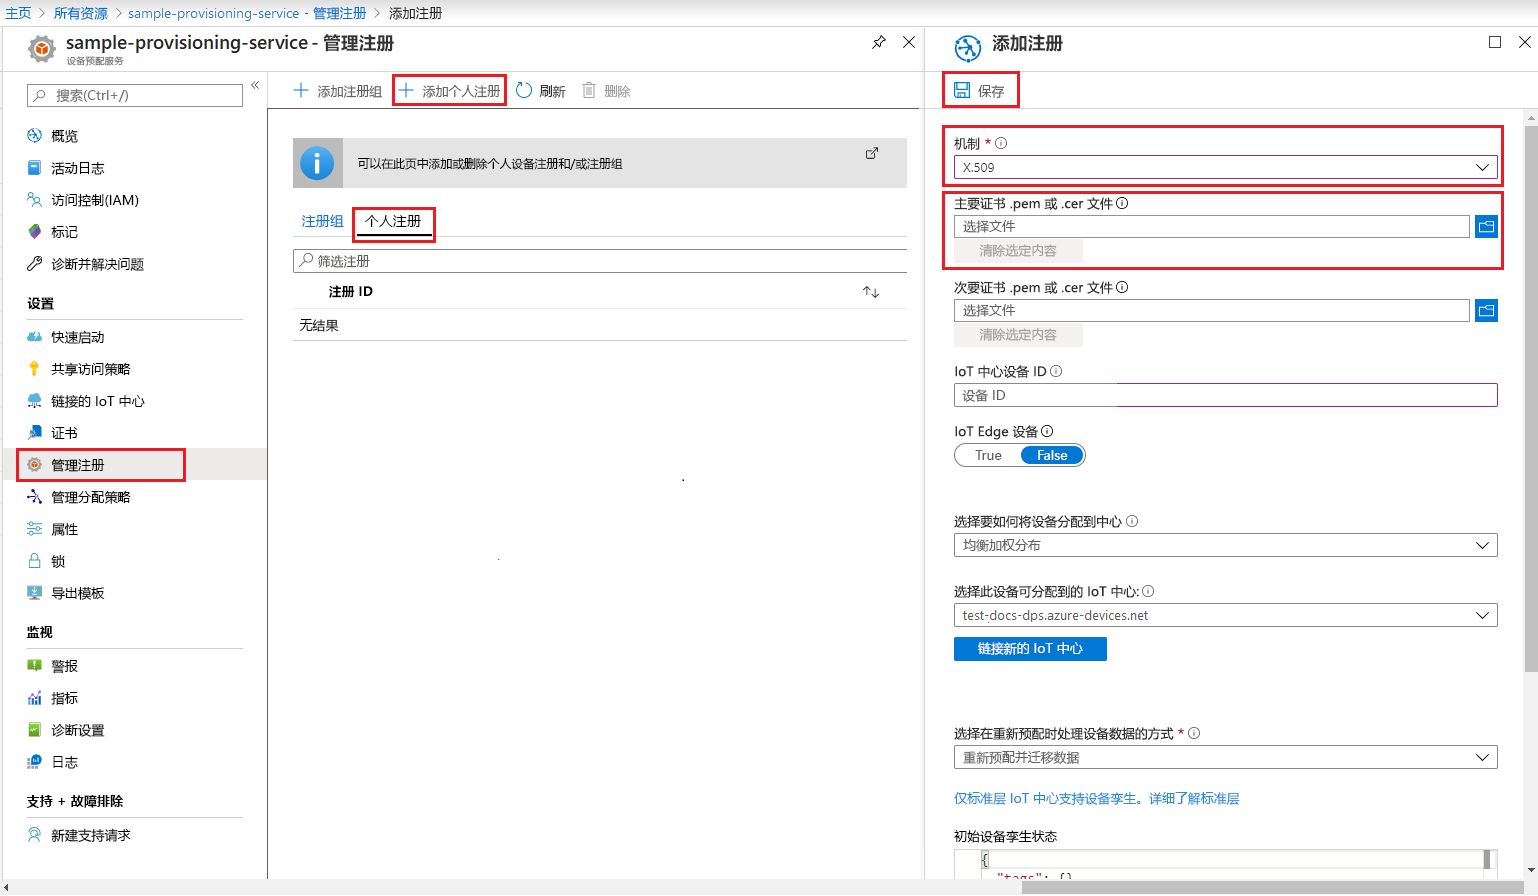 主页 > 所有资源 > sample-provisioning-service - 管理注册 > 添加注册
sample-provisioning-service - 管理注册
设备预配服务
搜索(Ctrl+/)
概览
活动日志
访问控制(IAM)
标记
诊断并解决问题
设置
快速启动
共享访问策略
链接的 IoT 中心
证书
管理注册
管理分配策略
属性
锁
导出模板
监视
警报
指标
诊断设置
日志
支持 + 故障排除
新建支持请求
添加注册组
添加个人注册
刷新
删除
可以在此页中添加或删除个人设备注册和/或注册组
注册组
个人注册
筛选注册
注册 ID
无结果
添加注册
保存
机制 *
X.509
主要证书 .pem 或 .cer 文件
选择文件
清除选定内容
次要证书 .pem 或 .cer 文件
选择文件
清除选定内容
IoT 中心设备 ID
设备 ID
IoT Edge 设备
True False
选择要如何将设备分配到中心
均衡加权分布
选择此设备可分配到的 IoT 中心:
test-docs-dps.azure-devices.net
链接新的 IoT 中心
选择在重新预配时处理设备数据的方式 *
重新预配并迁移数据
仅标准层 IoT 中心支持设备孪生。详细了解标准层
初始设备孪生状态
{
"tags": {}